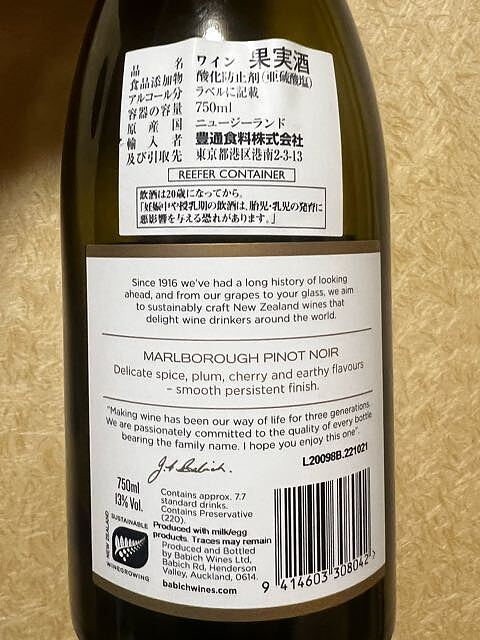 品名 ワイン 果実酒
食品添加物 酸化防止剤(亜硫酸塩)
アルコール分 ラベルに記載
容器の容量 750ml
原産国 ニュージーランド
輸入者 豊通食料株式会社
及び引取先 東京都港区港南2-3-13
REEFER CONTAINER
飲酒は20歳になってから。
「妊娠中や授乳期の飲酒は、胎児・乳児の発育に
悪影響を与える恐れがあります。」
Since 1916 we've had a long history of looking
ahead, and from our grapes to your glass, we aim
to sustainably craft New Zealand wines that
delight wine drinkers around the world.
MARLBOROUGH PINOT NOIR
Delicate spice, plum, cherry and earthy flavours
– smooth persistent finish.
"Making wine has been our way of life for three generations.
We are passionately committed to the quality of every bottle
bearing the family name. I hope you enjoy this one".
L20098B.221021
J.A Babich.
750ml
13% Vol.
Contains approx. 7.7
standard drinks.
Contains Preservative
(220).
Produced with milk/egg
products. Traces may remain
Produced and Bottled
by Babich Wines Ltd,
Babich Rd, Henderson
Valley, Auckland, 0614.
babichwines.com
SUSTAINABLE
NEW ZEALAND
WINEGROWING
9 414603 308042 >